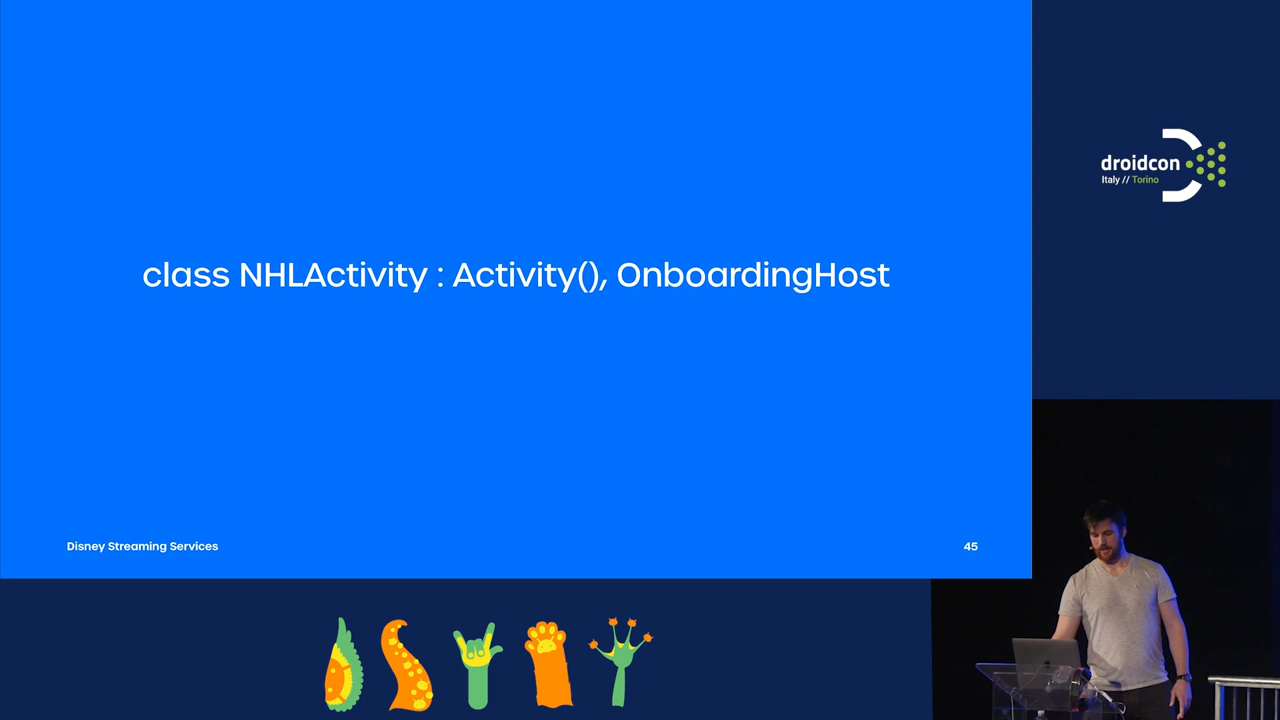 class NHLActivity : Activity(), OnboardingHost
Disney Streaming Services
45
droidcon
Italy // Torino